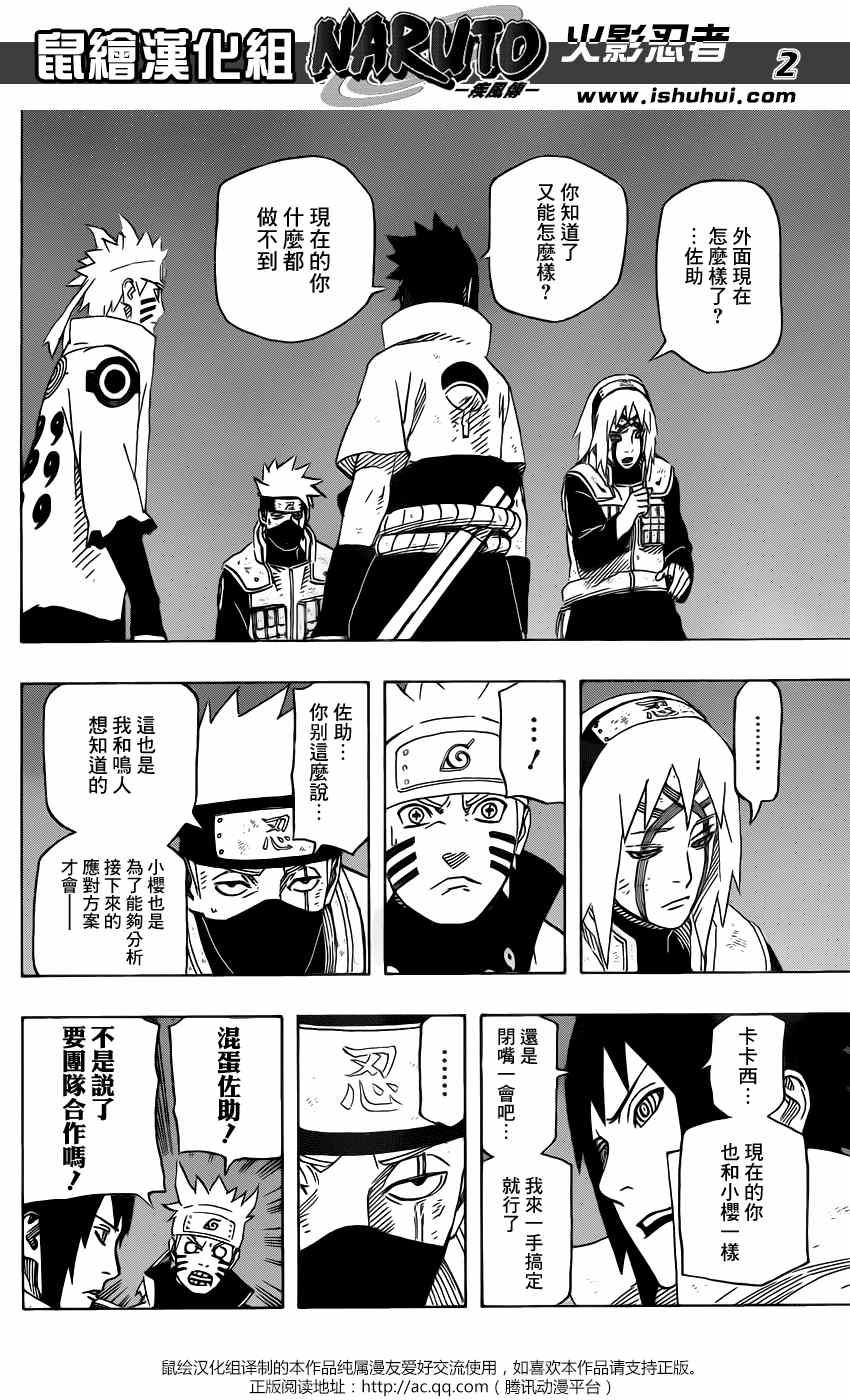 鼠繪漢化組
NARUTO
-疾風傳-
火影忍者
2
www.ishuhui.com
外面現在
怎麼樣了?
…佐助
你知道了
又能怎麼樣?
現在的你
什麼都
做不到
忍
………
忍
…!
佐助…
你別這麼說…
這也是
我和鳴人
想知道的
小櫻也是
為了能夠分析
接下來的
應對方案
才會——
忍
卡卡西…
現在的你
也和小櫻一樣
還是
閉嘴一會吧…
我來一手搞定
就行了
……
忍
混蛋佐助!
不是說了
要團隊合作嗎!
鼠绘汉化组译制的本作品纯属漫友爱好交流使用，如喜欢本作品请支持正版。
正版阅读地址：http://ac.qq.com（腾讯动漫平台）